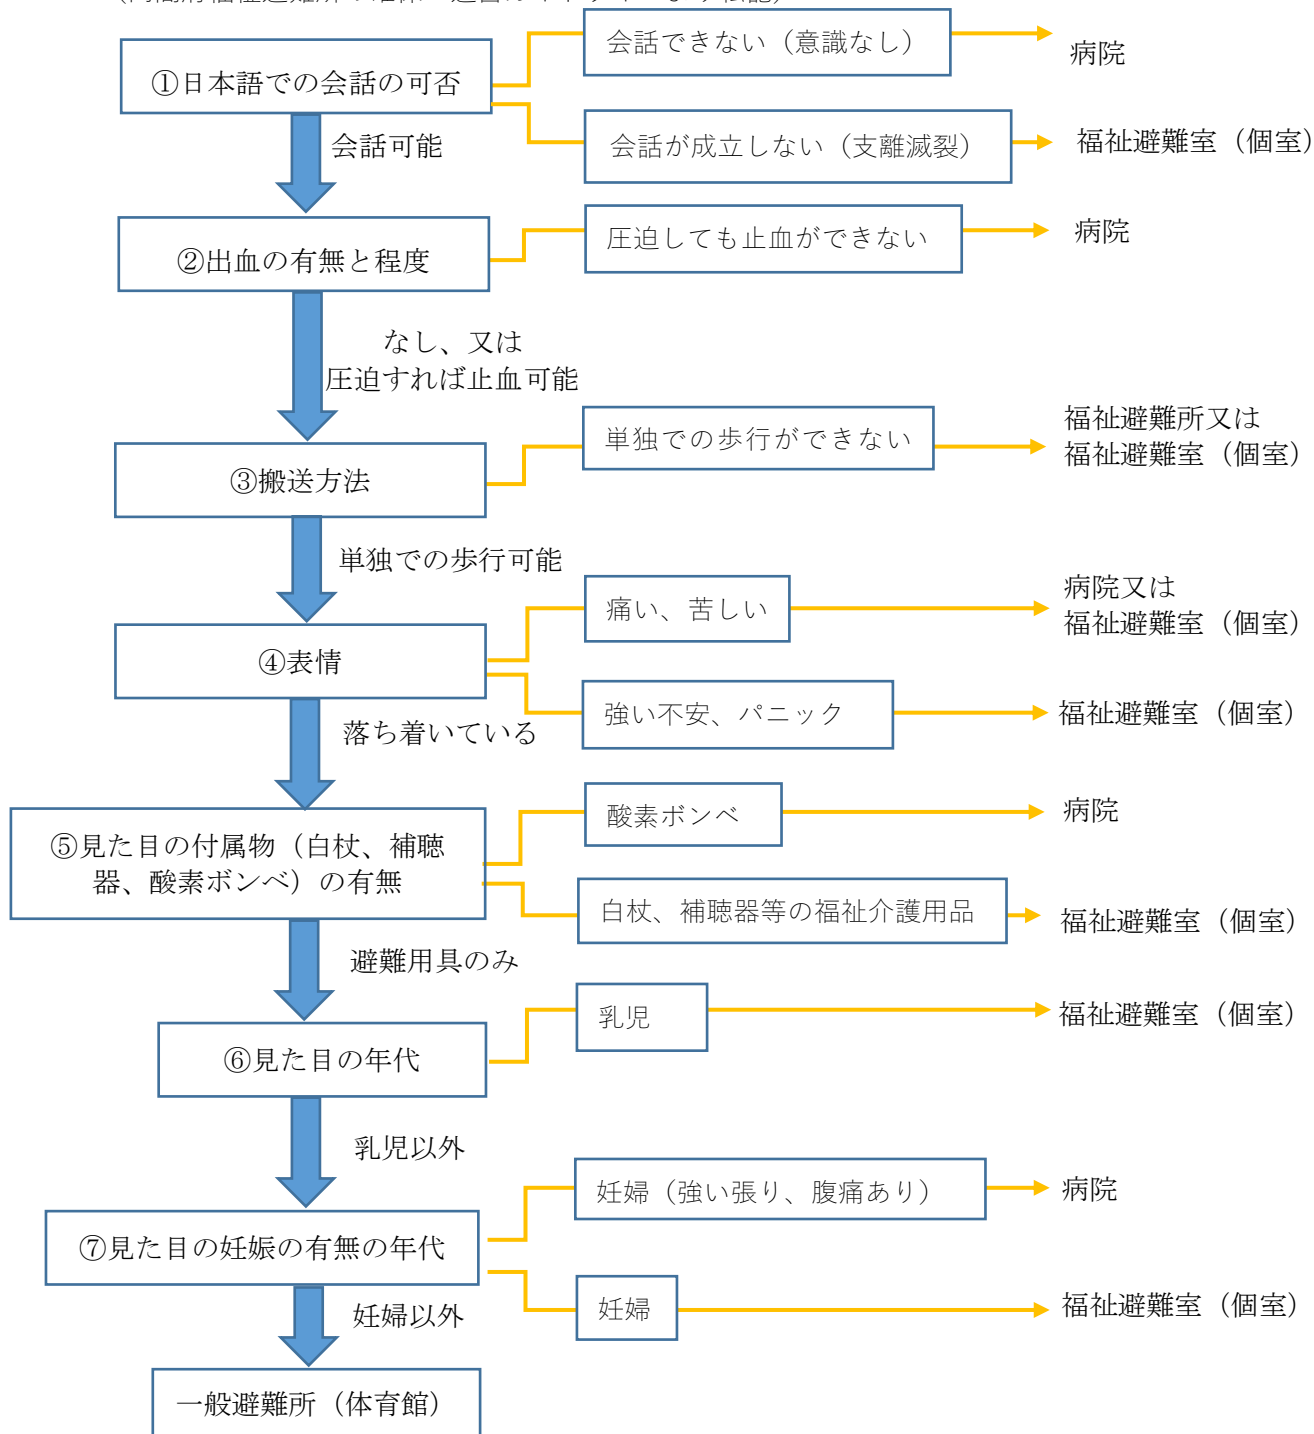 ①日本語での会話の可否
会話できない（意識なし）
病院
会話可能
会話が成立しない（支離滅裂）
福祉避難室（個室）
②出血の有無と程度
圧迫しても止血ができない
病院
なし、又は
圧迫すれば止血可能
③搬送方法
単独での歩行ができない
福祉避難所又は
福祉避難室（個室）
単独での歩行可能
④表情
痛い、苦しい
病院又は
福祉避難室（個室）
強い不安、パニック
福祉避難室（個室）
落ち着いている
⑤見た目の付属物（白杖、補聴
器、酸素ボンベ）の有無
酸素ボンベ
病院
白杖、補聴器等の福祉介護用品
福祉避難室（個室）
避難用具のみ
⑥見た目の年代
乳児
福祉避難室（個室）
乳児以外
⑦見た目の妊娠の有無の年代
妊婦（強い張り、腹痛あり）
病院
妊婦
福祉避難室（個室）
妊婦以外
一般避難所（体育館）